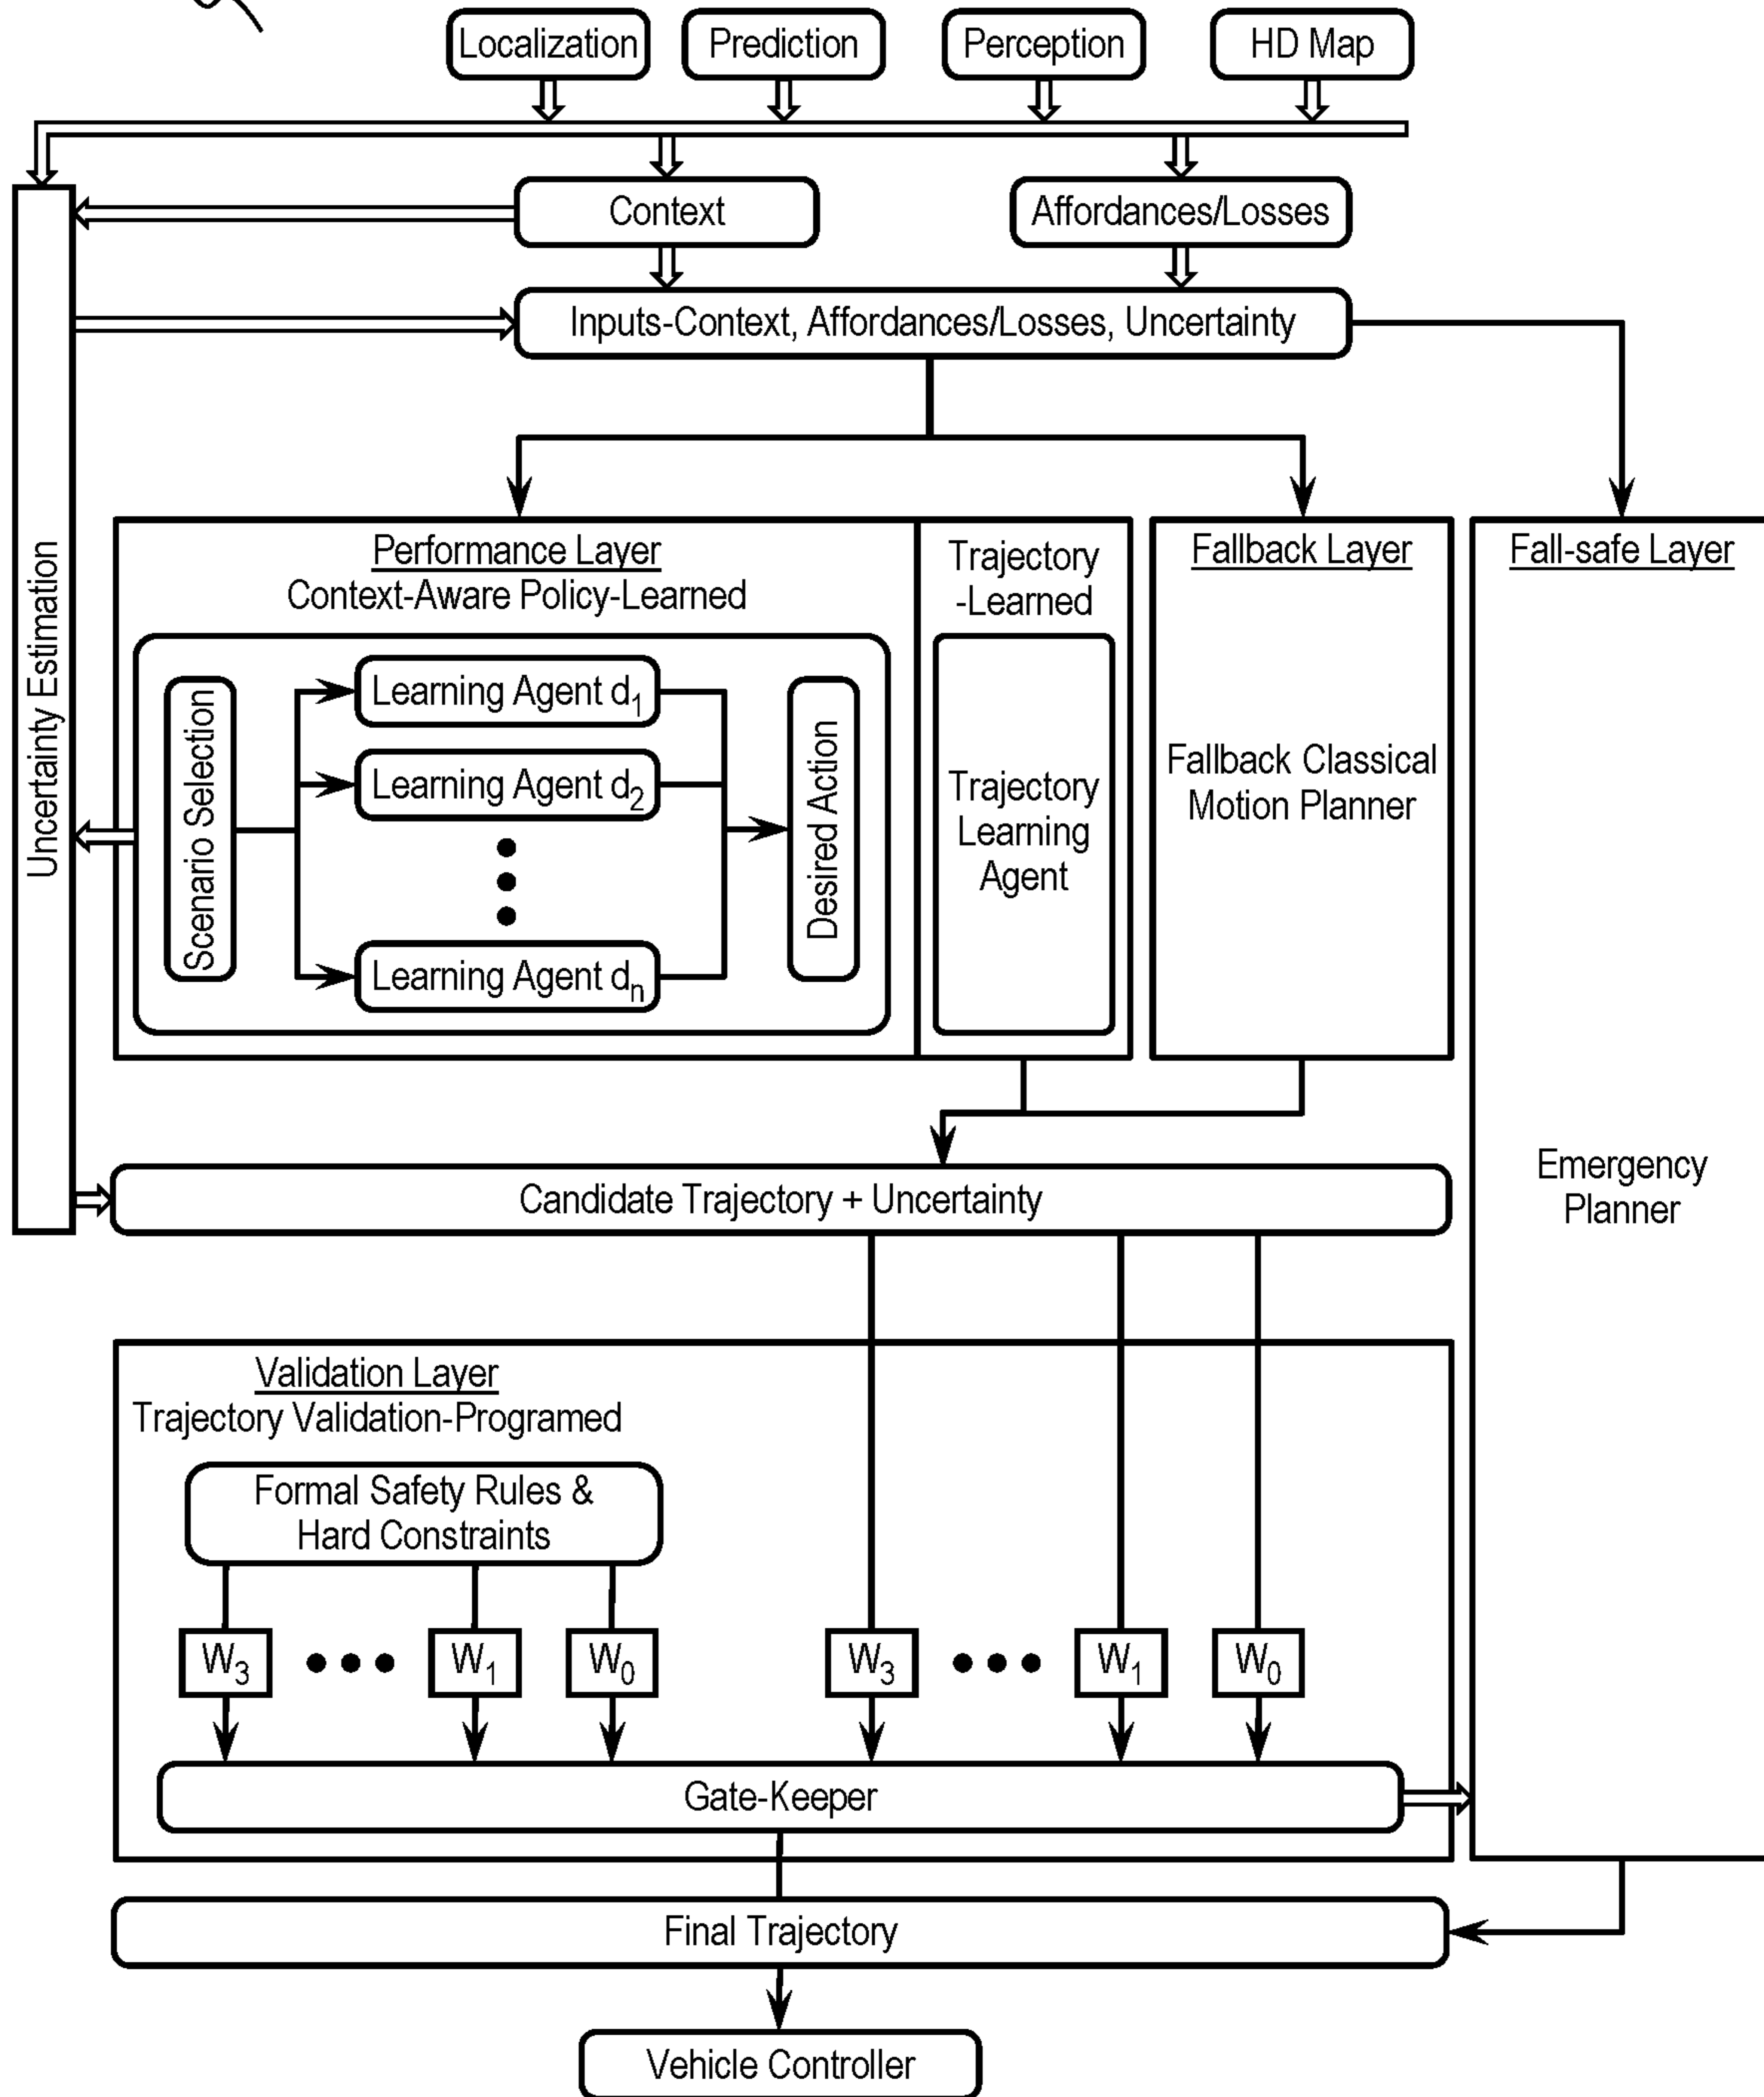 Localization
Prediction
Perception
HD Map
Context
Affordances/Losses
Inputs-Context, Affordances/Losses, Uncertainty
Uncertainty Estimation
Performance Layer
Context-Aware Policy-Learned
Scenario Selection
Learning Agent d1
Learning Agent d2
Learning Agent dn
Desired Action
Trajectory
-Learned
Trajectory
Learning
Agent
Fallback Layer
Fallback Classical
Motion Planner
Fall-safe Layer
Emergency
Planner
Candidate Trajectory + Uncertainty
Validation Layer
Trajectory Validation-Programed
Formal Safety Rules &
Hard Constraints
W3
W1
W0
W3
W1
W0
Gate-Keeper
Final Trajectory
Vehicle Controller